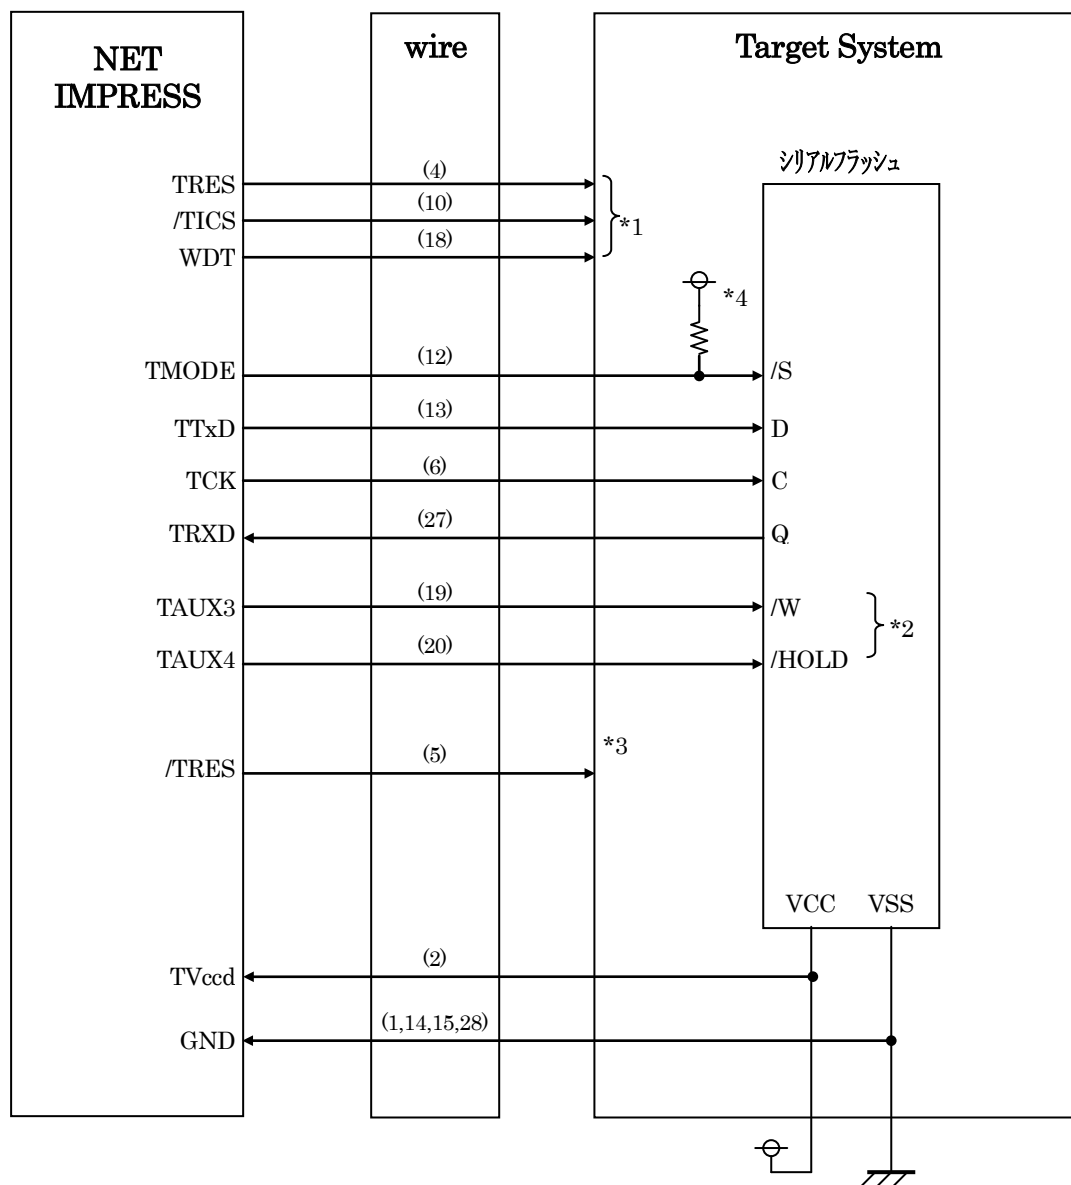 NET
IMPRESS
wire
Target System
シリアルフラッシュ
TRES (4)
/TICS (10) *1
WDT (18)
*4
TMODE (12) /S
TTxD (13) D
TCK (6) C
TRXD (27) Q
TAUX3 (19) /W
*2
TAUX4 (20) /HOLD
*3
/TRES (5)
VCC VSS
TVccd (2)
GND (1,14,15,28)